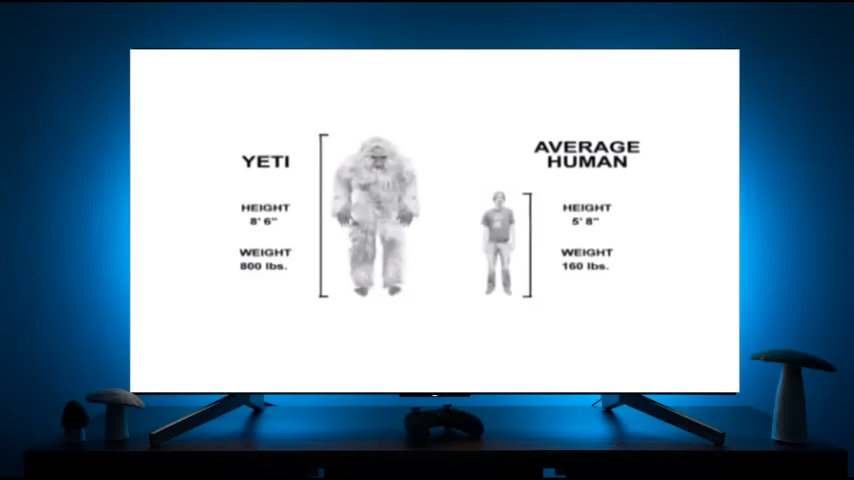 YETI
HEIGHT
8' 6"
WEIGHT
800 lbs.
AVERAGE
HUMAN
HEIGHT
5' 8"
WEIGHT
160 lbs.